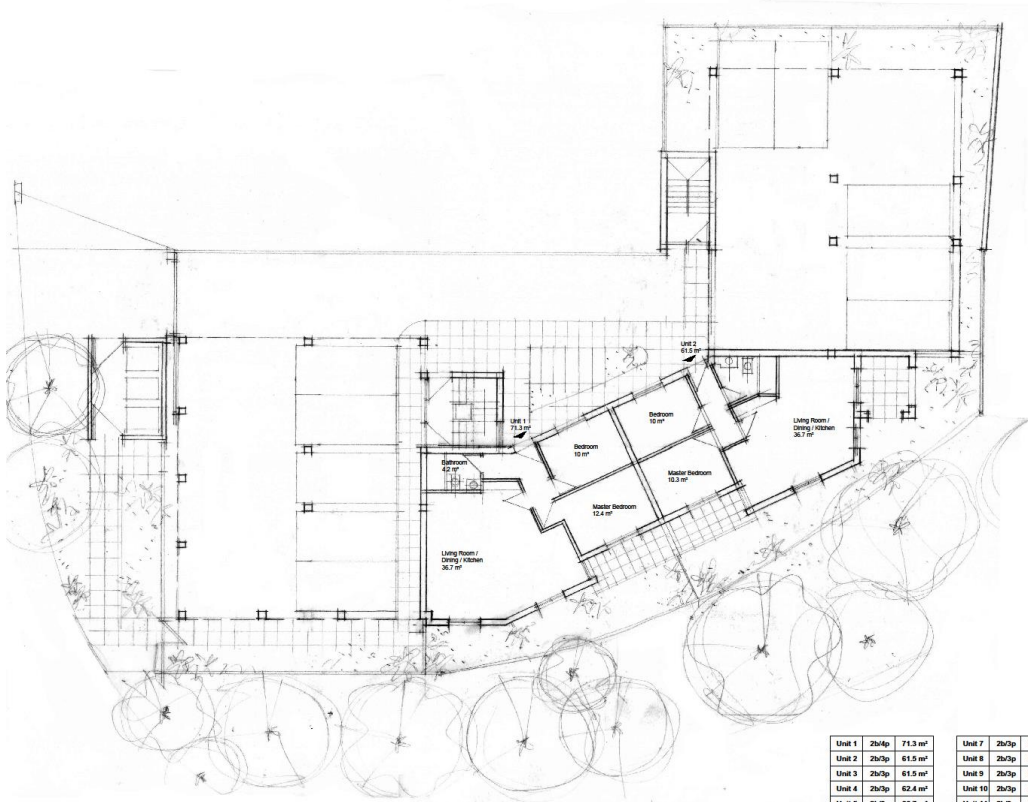 Unit 2
61.5 m²
Unit 1
71.3 m²
Bedroom
10 m²
Bedroom
10 m²
Living Room /
Dining / Kitchen
36.7 m²
Bathroom
4.2 m²
Master Bedroom
10.3 m²
Master Bedroom
12.4 m²
Living Room /
Dining / Kitchen
36.7 m²
Unit 1 2b/4p 71.3 m² Unit 7 2b/3p
Unit 2 2b/3p 61.5 m² Unit 8 2b/3p
Unit 3 2b/3p 61.5 m² Unit 9 2b/3p
Unit 4 2b/3p 62.4 m² Unit 10 2b/3p